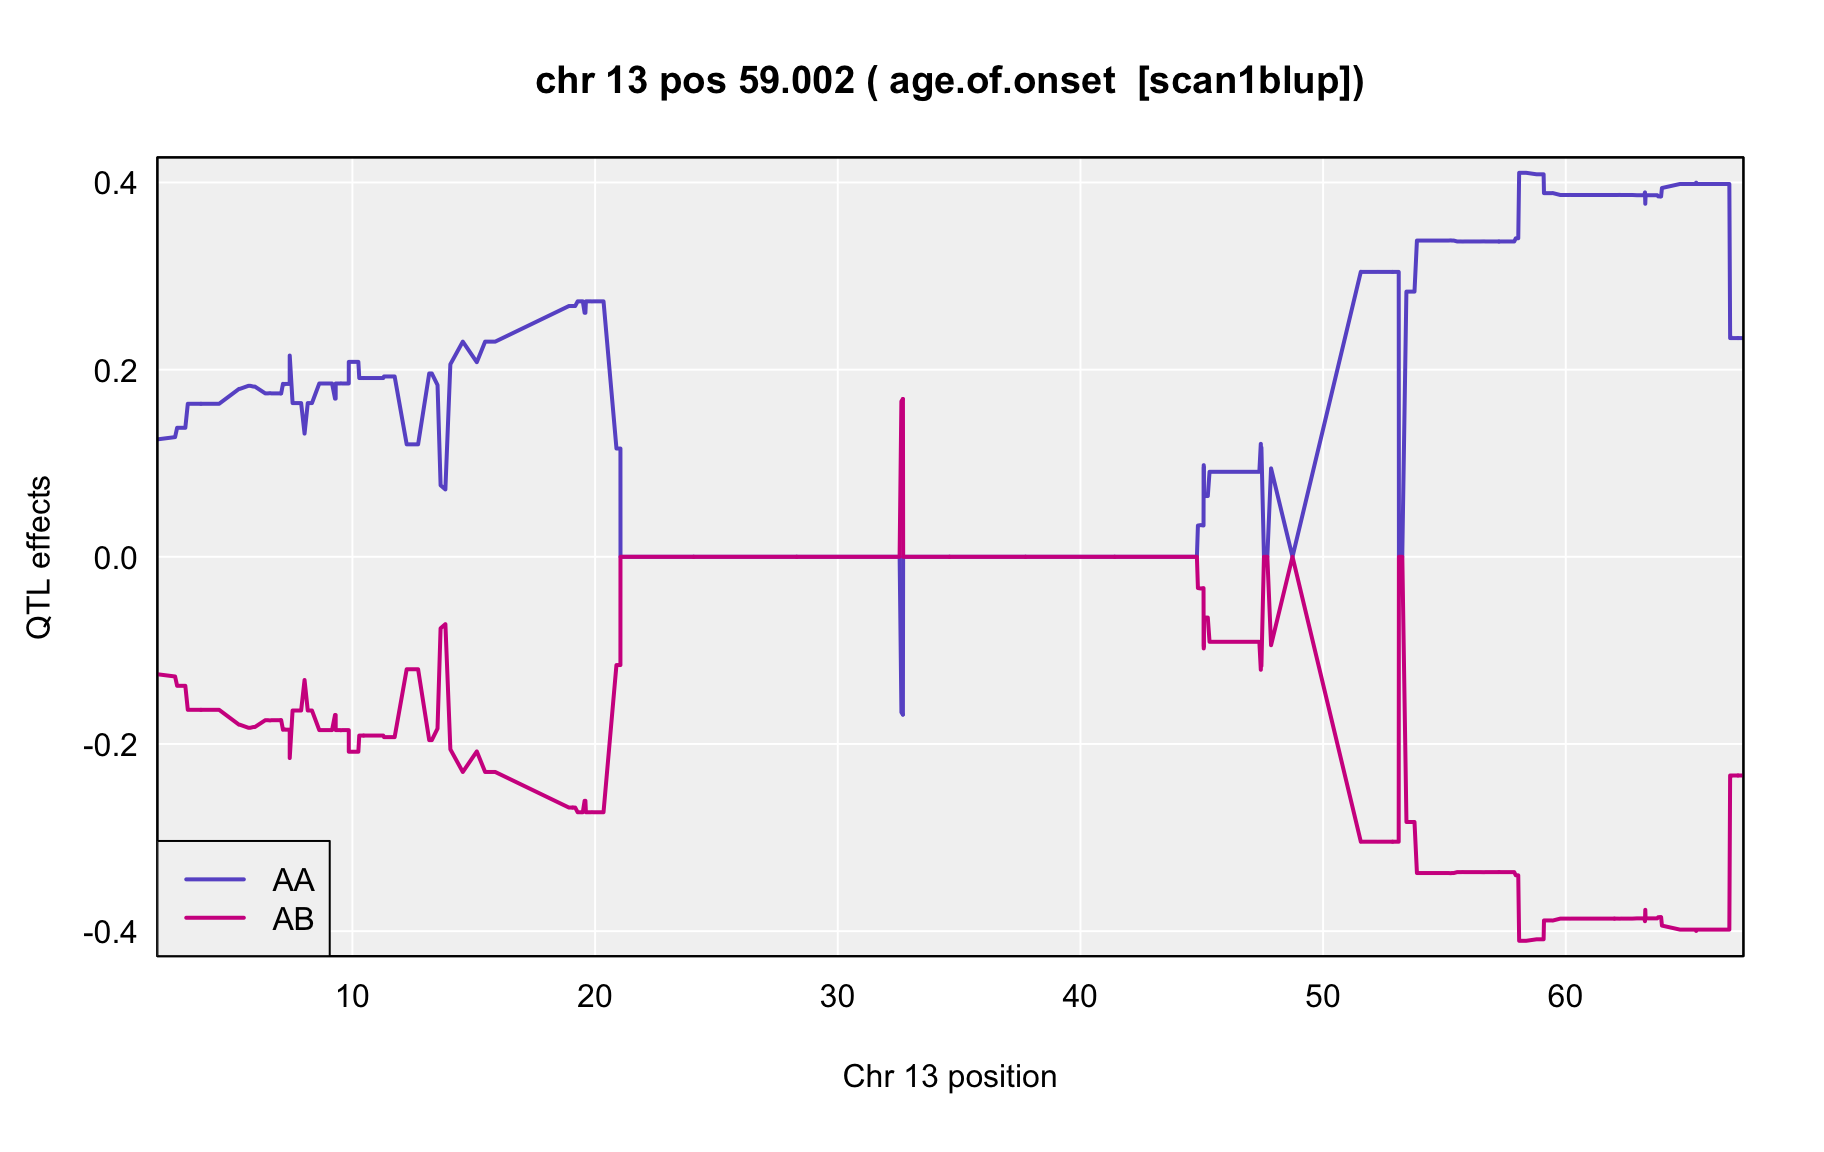 chr 13 pos 59.002 ( age.of.onset  [scan1blup])
0.4
0.2
0.0
-0.2
-0.4
QTL effects
AA
AB
10 20 30 40 50 60
Chr 13 position